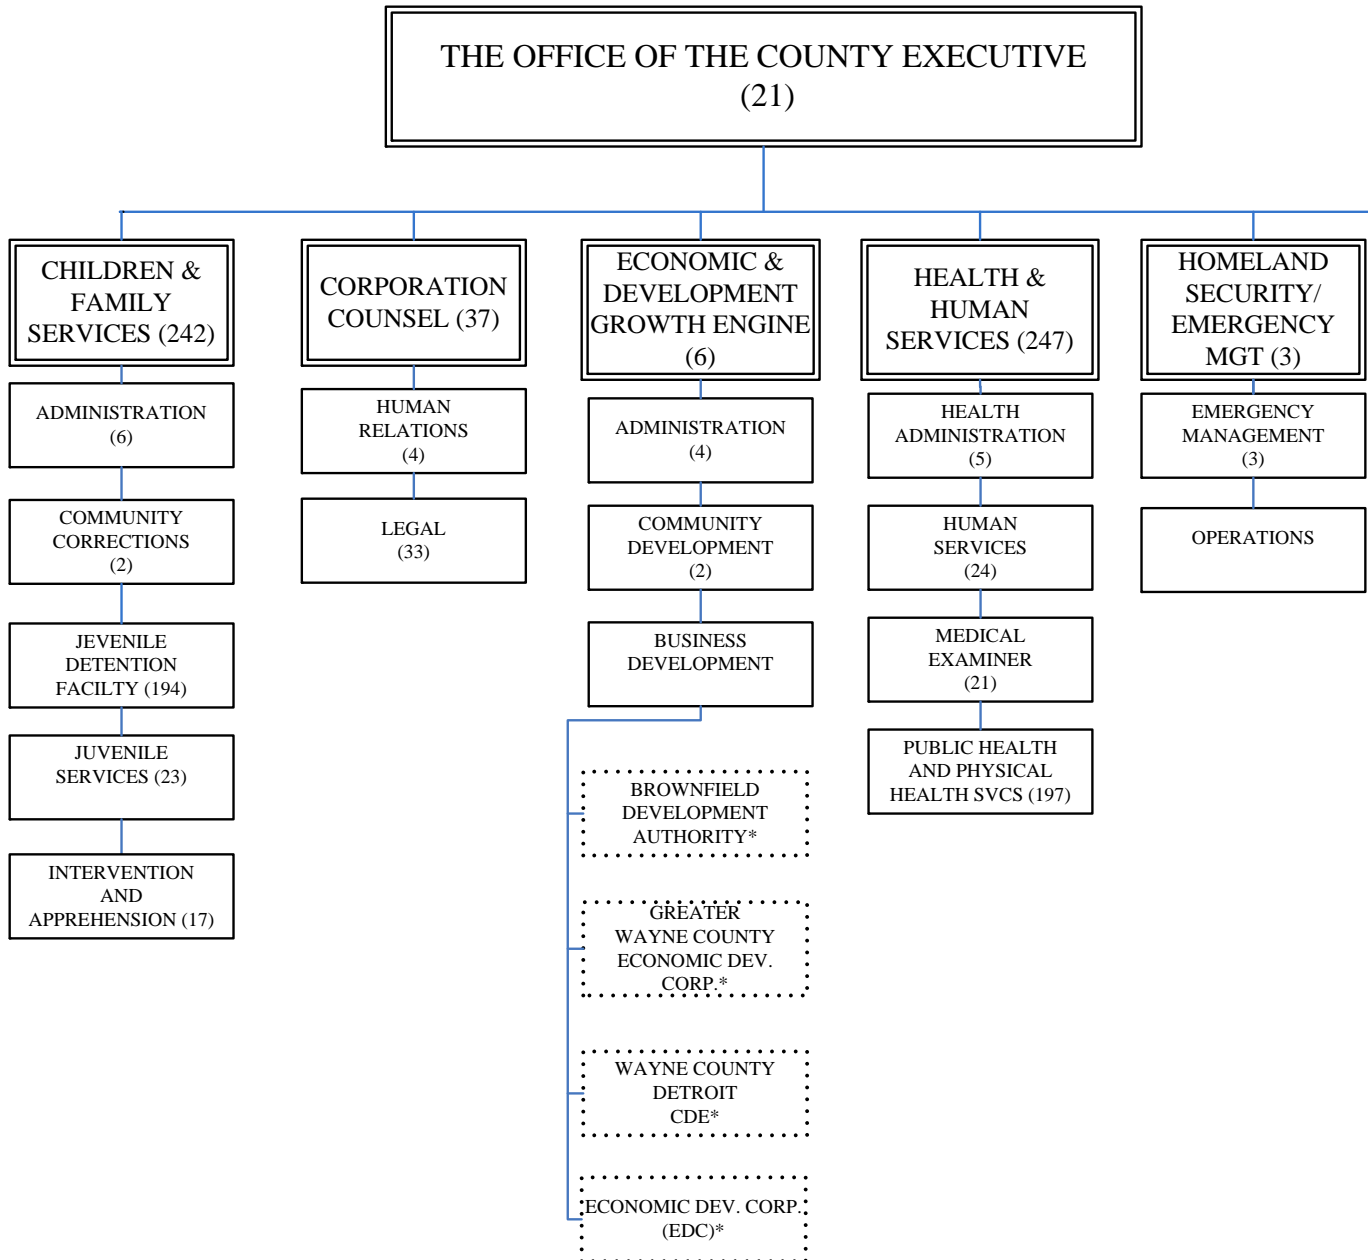 THE OFFICE OF THE COUNTY EXECUTIVE
(21)
CHILDREN &
FAMILY
SERVICES (242)
ADMINISTRATION
(6)
COMMUNITY
CORRECTIONS
(2)
JEVENILE
DETENTION
FACILTY (194)
JUVENILE
SERVICES (23)
INTERVENTION
AND
APPREHENSION (17)
CORPORATION
COUNSEL (37)
HUMAN
RELATIONS
(4)
LEGAL
(33)
ECONOMIC &
DEVELOPMENT
GROWTH ENGINE
(6)
ADMINISTRATION
(4)
COMMUNITY
DEVELOPMENT
(2)
BUSINESS
DEVELOPMENT
BROWNFIELD
DEVELOPMENT
AUTHORITY*
GREATER
WAYNE COUNTY
ECONOMIC DEV.
CORP.*
WAYNE COUNTY
DETROIT
CDE*
ECONOMIC DEV. CORP.
(EDC)*
HEALTH &
HUMAN
SERVICES (247)
HEALTH
ADMINISTRATION
(5)
HUMAN
SERVICES
(24)
MEDICAL
EXAMINER
(21)
PUBLIC HEALTH
AND PHYSICAL
HEALTH SVCS (197)
HOMELAND
SECURITY/
EMERGENCY
MGT (3)
EMERGENCY
MANAGEMENT
(3)
OPERATIONS